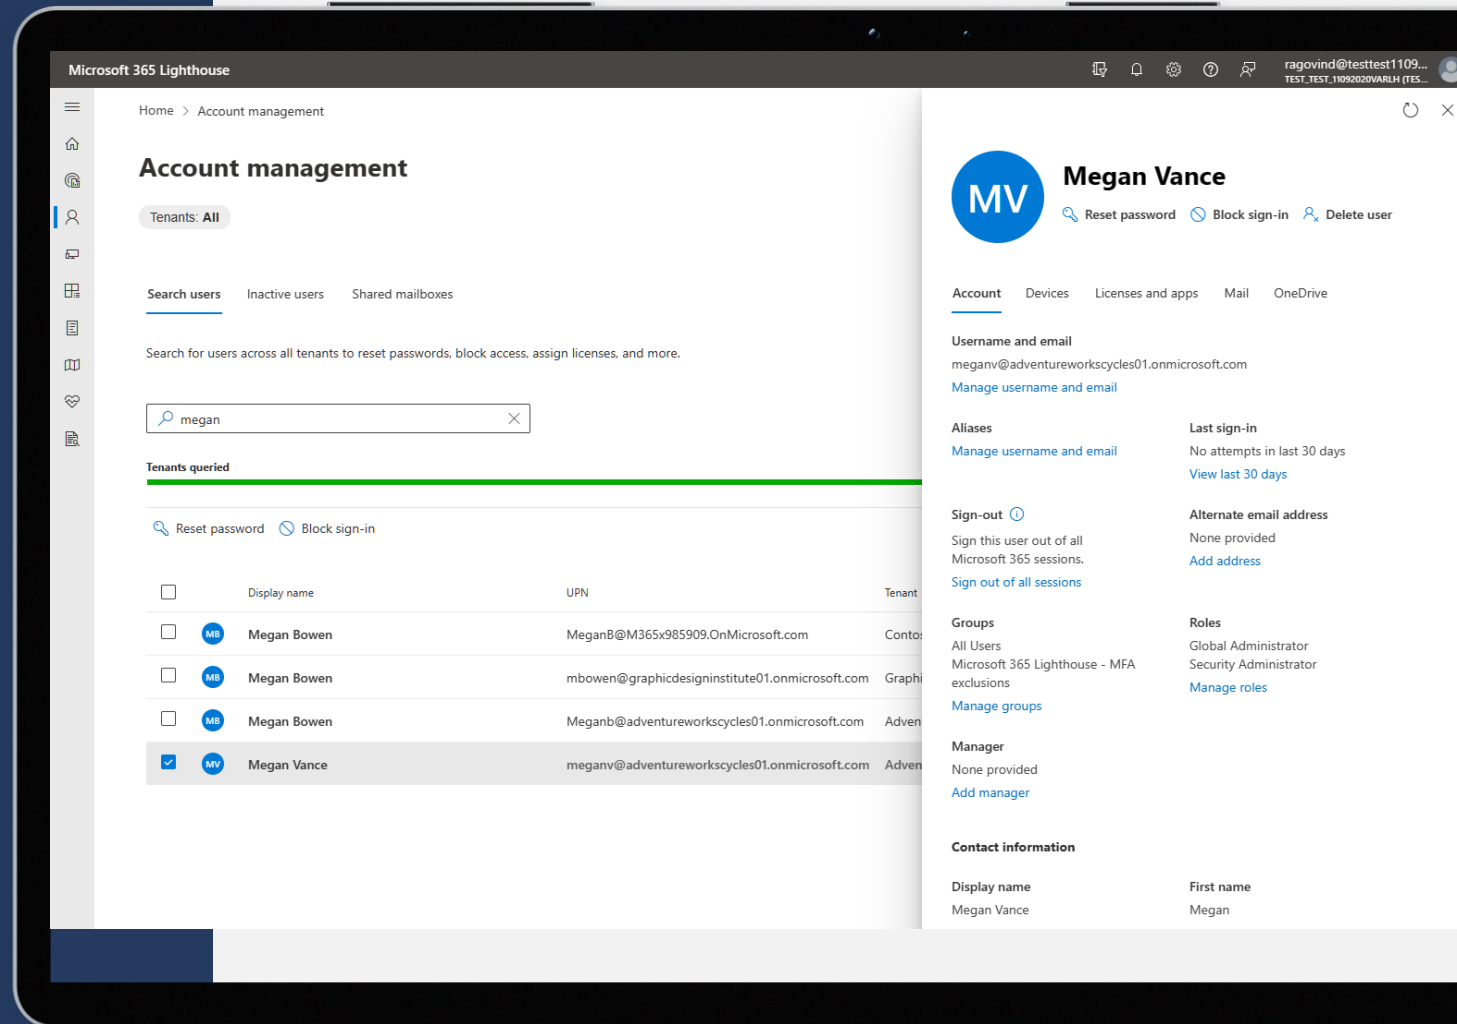 Microsoft 365 Lighthouse
ragovind@testtest1109...
TEST_TEST_11092020VARLH (TES...
Home > Account management
Account management
Tenants: All
Search users Inactive users Shared mailboxes
Search for users across all tenants to reset passwords, block access, assign licenses, and more.
megan
Tenants queried
Reset password Block sign-in
Display name UPN Tenant
MB Megan Bowen MeganB@M365x985909.OnMicrosoft.com Contos
MB Megan Bowen mbowen@graphicdesigninstitute01.onmicrosoft.com Graphi
MB Megan Bowen Meganb@adventureworkscycles01.onmicrosoft.com Adven
MV Megan Vance meganv@adventureworkscycles01.onmicrosoft.com Adven
MV
Megan Vance
Reset password Block sign-in Delete user
Account Devices Licenses and apps Mail OneDrive
Username and email
meganv@adventureworkscycles01.onmicrosoft.com
Manage username and email
Aliases
Manage username and email
Last sign-in
No attempts in last 30 days
View last 30 days
Sign-out
Sign this user out of all
Microsoft 365 sessions.
Sign out of all sessions
Alternate email address
None provided
Add address
Groups
All Users
Microsoft 365 Lighthouse - MFA
exclusions
Manage groups
Roles
Global Administrator
Security Administrator
Manage roles
Manager
None provided
Add manager
Contact information
Display name
Megan Vance
First name
Megan